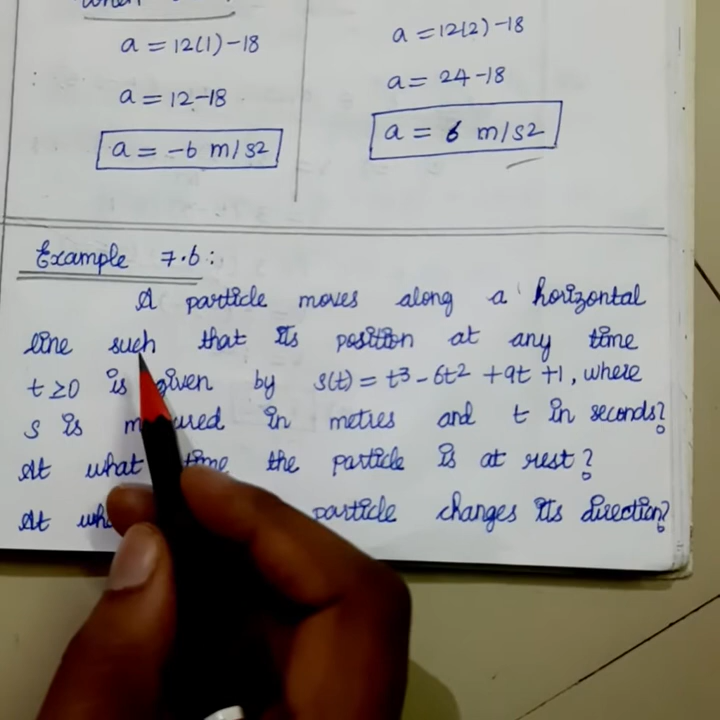 a = 12(1) - 18
a = 12 - 18
a = -6 m/s2
a = 12(2) - 18
a = 24 - 18
a = 6 m/s2
Example 7.6:
A particle moves along a horizontal
line such that its position at any time
t ≥ 0 is given by s(t) = t3 - 6t2 + 9t + 1, where
s is in metres and t in seconds?
At what time the particle is at rest?
At particle changes its direction?